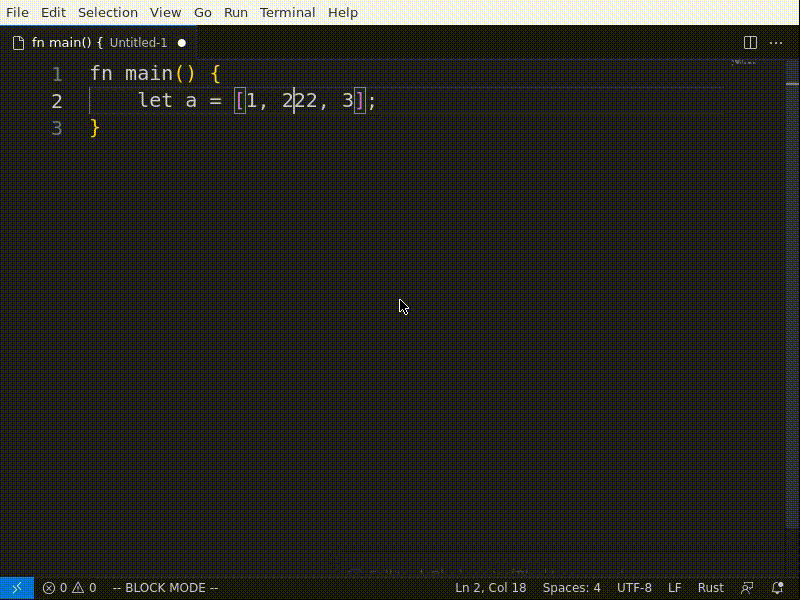 File Edit Selection View Go Run Terminal Help
fn main() { Untitled-1
1 fn main() {
2 let a = [1, 222, 3];
3 }
0 0 -- BLOCK MODE -- Ln 2, Col 18 Spaces: 4 UTF-8 LF Rust